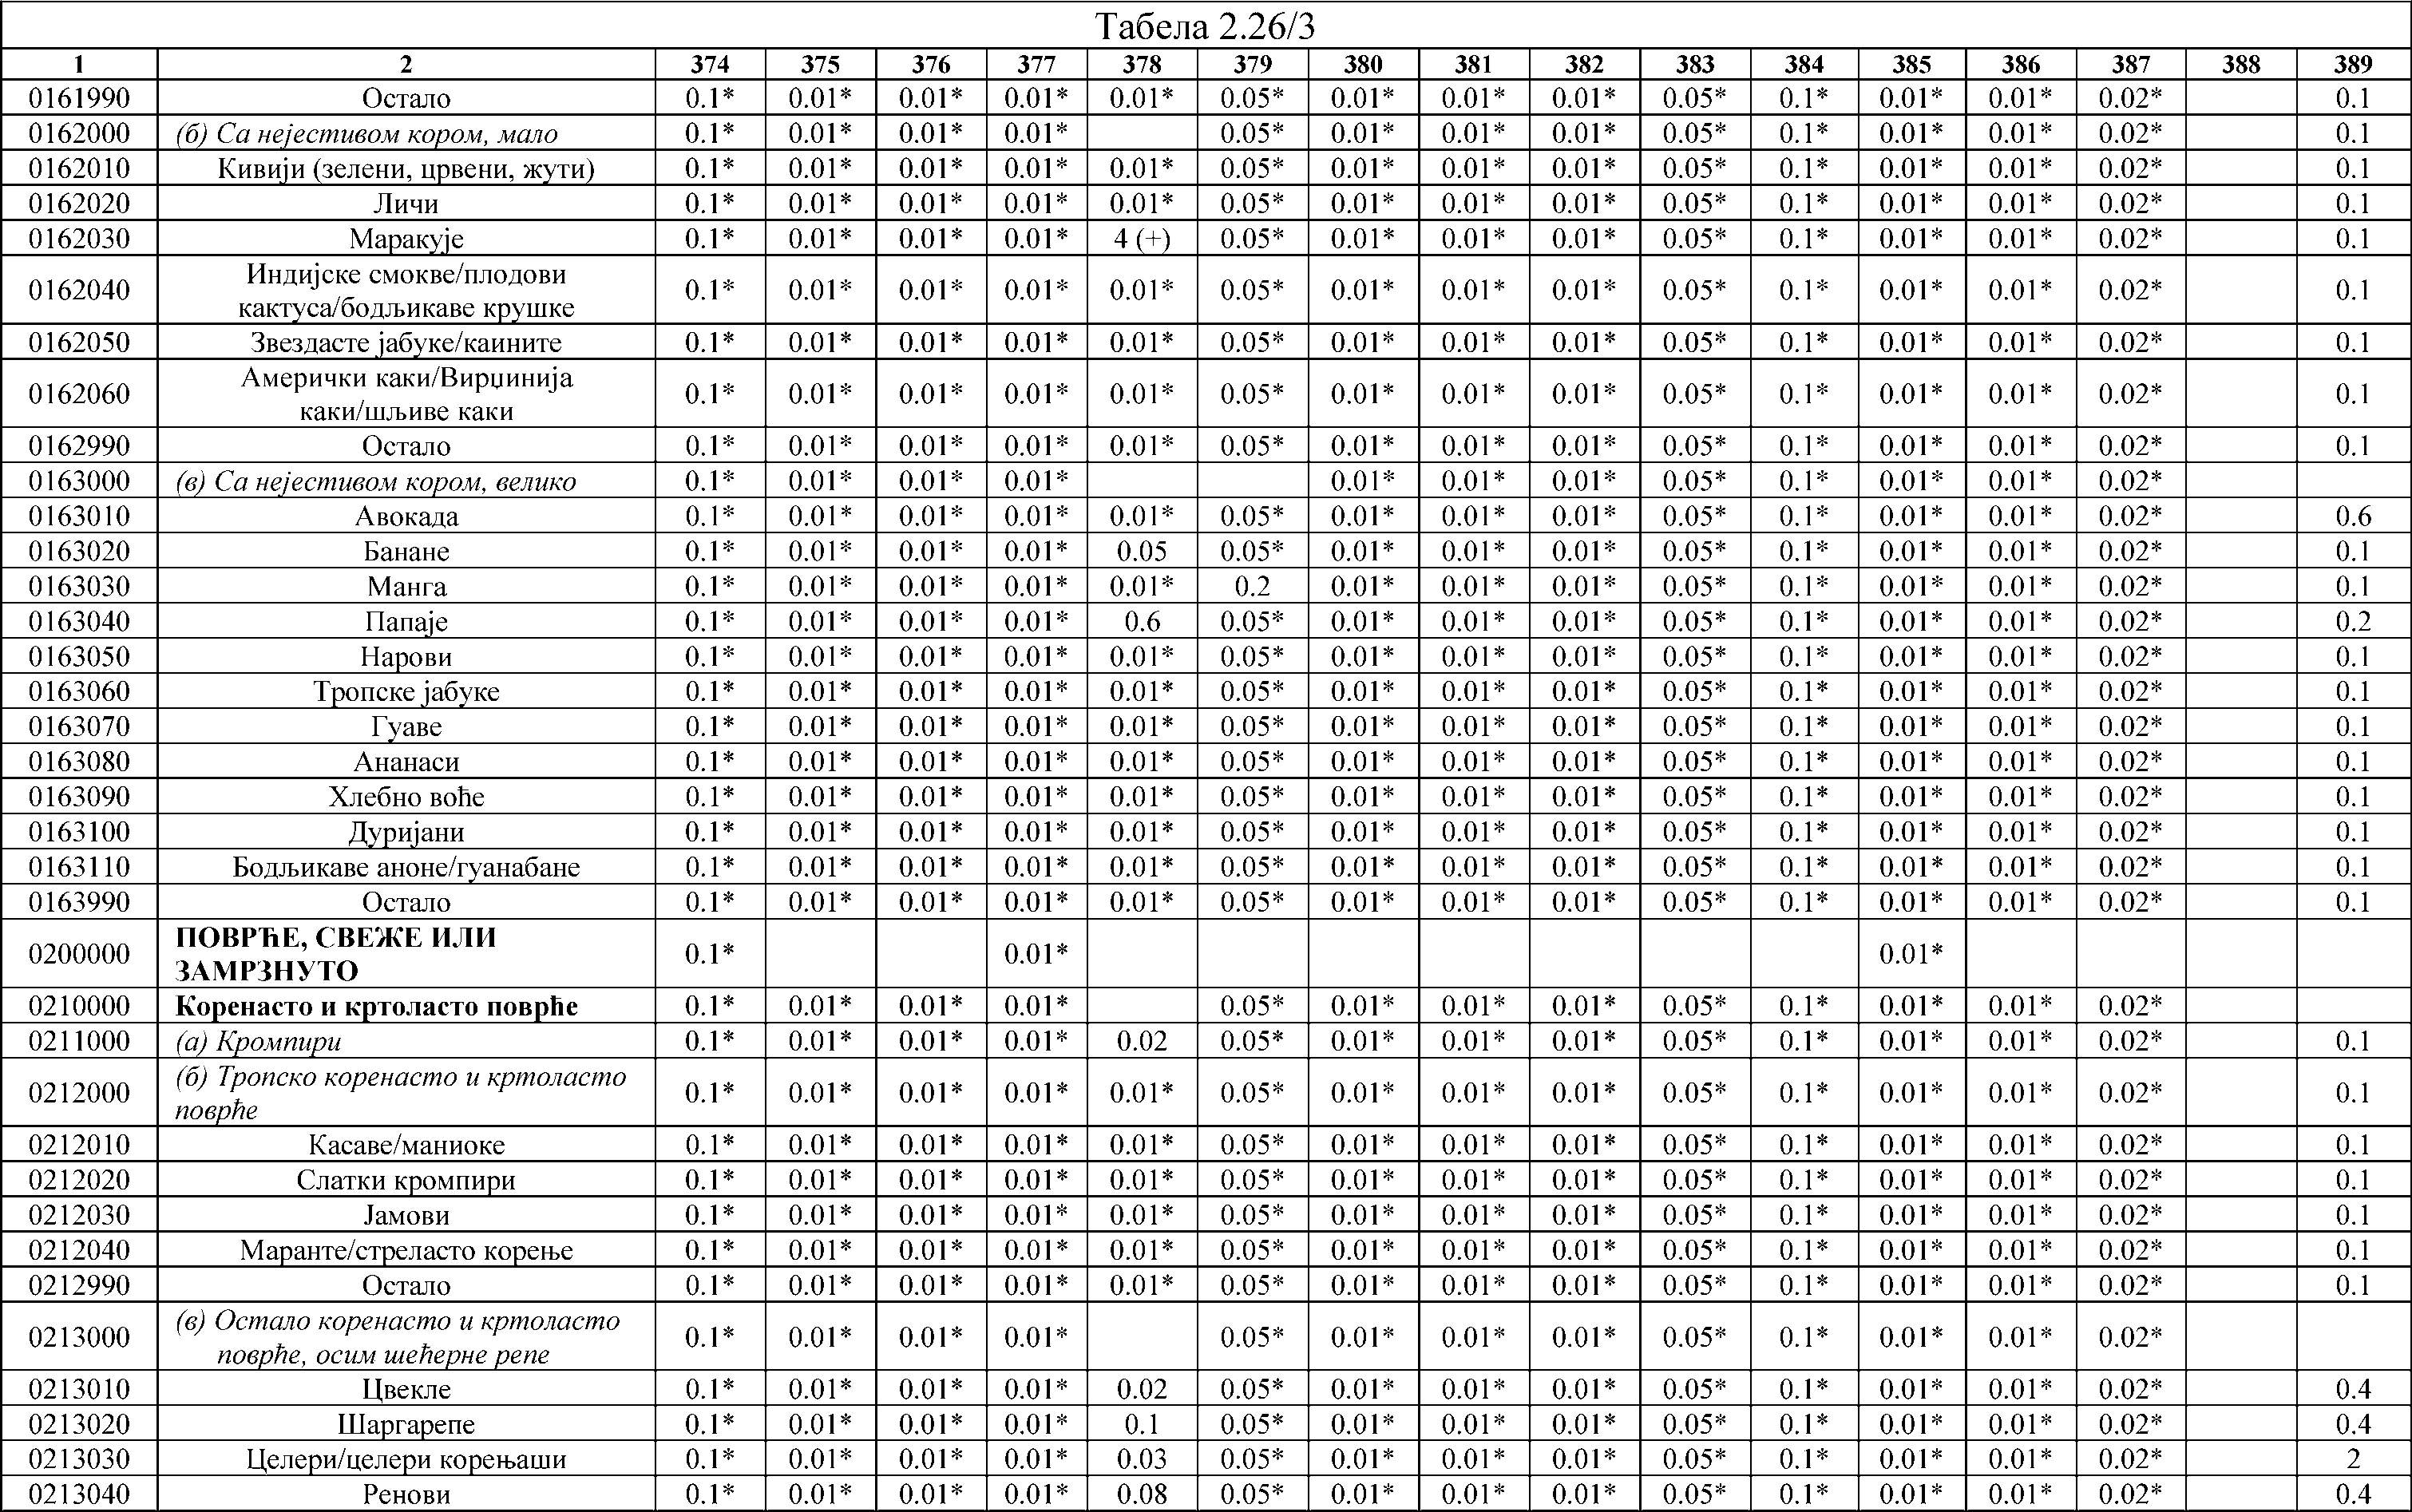 Табела 2.26/3
1 2 374 375 376 377 378 379 380 381 382 383 384 385 386 387 388 389
0161990 Остало 0.1* 0.01* 0.01* 0.01* 0.01* 0.05* 0.01* 0.01* 0.01* 0.05* 0.1* 0.01* 0.01* 0.02* 0.1
0162000 (б) Са нејестивом кором, мало 0.1* 0.01* 0.01* 0.01* 0.05* 0.01* 0.01* 0.01* 0.05* 0.1* 0.01* 0.01* 0.02* 0.1
0162010 Кивији (зелени, црвени, жути) 0.1* 0.01* 0.01* 0.01* 0.01* 0.05* 0.01* 0.01* 0.01* 0.05* 0.1* 0.01* 0.01* 0.02* 0.1
0162020 Личи 0.1* 0.01* 0.01* 0.01* 0.01* 0.05* 0.01* 0.01* 0.01* 0.05* 0.1* 0.01* 0.01* 0.02* 0.1
0162030 Маракује 0.1* 0.01* 0.01* 0.01* 4 (+) 0.05* 0.01* 0.01* 0.01* 0.05* 0.1* 0.01* 0.01* 0.02* 0.1
Индијске смокве/плодови
0162040 кактуса/бодљикаве крушке 0.1* 0.01* 0.01* 0.01* 0.01* 0.05* 0.01* 0.01* 0.01* 0.05* 0.1* 0.01* 0.01* 0.02* 0.1
0162050 Звездасте јабуке/каините 0.1* 0.01* 0.01* 0.01* 0.01* 0.05* 0.01* 0.01* 0.01* 0.05* 0.1* 0.01* 0.01* 0.02* 0.1
Амерички каки/Вирџинија
0162060 каки/шљиве каки 0.1* 0.01* 0.01* 0.01* 0.01* 0.05* 0.01* 0.01* 0.01* 0.05* 0.1* 0.01* 0.01* 0.02* 0.1
0162990 Остало 0.1* 0.01* 0.01* 0.01* 0.01* 0.05* 0.01* 0.01* 0.01* 0.05* 0.1* 0.01* 0.01* 0.02* 0.1
0163000 (в) Са нејестивом кором, велико 0.1* 0.01* 0.01* 0.01* 0.01* 0.01* 0.01* 0.05* 0.1* 0.01* 0.01* 0.02*
0163010 Авокада 0.1* 0.01* 0.01* 0.01* 0.01* 0.05* 0.01* 0.01* 0.01* 0.05* 0.1* 0.01* 0.01* 0.02* 0.6
0163020 Банане 0.1* 0.01* 0.01* 0.01* 0.05 0.05* 0.01* 0.01* 0.01* 0.05* 0.1* 0.01* 0.01* 0.02* 0.1
0163030 Манга 0.1* 0.01* 0.01* 0.01* 0.01* 0.2 0.01* 0.01* 0.01* 0.05* 0.1* 0.01* 0.01* 0.02* 0.1
0163040 Папаје 0.1* 0.01* 0.01* 0.01* 0.6 0.05* 0.01* 0.01* 0.01* 0.05* 0.1* 0.01* 0.01* 0.02* 0.2
0163050 Нарови 0.1* 0.01* 0.01* 0.01* 0.01* 0.05* 0.01* 0.01* 0.01* 0.05* 0.1* 0.01* 0.01* 0.02* 0.1
0163060 Тропске јабуке 0.1* 0.01* 0.01* 0.01* 0.01* 0.05* 0.01* 0.01* 0.01* 0.05* 0.1* 0.01* 0.01* 0.02* 0.1
0163070 Гуаве 0.1* 0.01* 0.01* 0.01* 0.01* 0.05* 0.01* 0.01* 0.01* 0.05* 0.1* 0.01* 0.01* 0.02* 0.1
0163080 Ананаси 0.1* 0.01* 0.01* 0.01* 0.01* 0.05* 0.01* 0.01* 0.01* 0.05* 0.1* 0.01* 0.01* 0.02* 0.1
0163090 Хлебно воће 0.1* 0.01* 0.01* 0.01* 0.01* 0.05* 0.01* 0.01* 0.01* 0.05* 0.1* 0.01* 0.01* 0.02* 0.1
0163100 Дуријани 0.1* 0.01* 0.01* 0.01* 0.01* 0.05* 0.01* 0.01* 0.01* 0.05* 0.1* 0.01* 0.01* 0.02* 0.1
0163110 Бодљикаве аноне/гуанабане 0.1* 0.01* 0.01* 0.01* 0.01* 0.05* 0.01* 0.01* 0.01* 0.05* 0.1* 0.01* 0.01* 0.02* 0.1
0163990 Остало 0.1* 0.01* 0.01* 0.01* 0.01* 0.05* 0.01* 0.01* 0.01* 0.05* 0.1* 0.01* 0.01* 0.02* 0.1
ПОВРЋЕ, СВЕЖЕ ИЛИ
0200000 ЗАМРЗНУТО 0.1* 0.01* 0.01*
0210000 Коренасто и кртоласто поврће 0.1* 0.01* 0.01* 0.01* 0.05* 0.01* 0.01* 0.01* 0.05* 0.1* 0.01* 0.01* 0.02*
0211000 (а) Кромпири 0.1* 0.01* 0.01* 0.01* 0.02 0.05* 0.01* 0.01* 0.01* 0.05* 0.1* 0.01* 0.01* 0.02* 0.1
(б) Тропско коренасто и кртоласто
0212000 поврће 0.1* 0.01* 0.01* 0.01* 0.01* 0.05* 0.01* 0.01* 0.01* 0.05* 0.1* 0.01* 0.01* 0.02* 0.1
0212010 Касаве/маниоке 0.1* 0.01* 0.01* 0.01* 0.01* 0.05* 0.01* 0.01* 0.01* 0.05* 0.1* 0.01* 0.01* 0.02* 0.1
0212020 Слатки кромпири 0.1* 0.01* 0.01* 0.01* 0.01* 0.05* 0.01* 0.01* 0.01* 0.05* 0.1* 0.01* 0.01* 0.02* 0.1
0212030 Јамови 0.1* 0.01* 0.01* 0.01* 0.01* 0.05* 0.01* 0.01* 0.01* 0.05* 0.1* 0.01* 0.01* 0.02* 0.1
0212040 Маранте/стреласто корење 0.1* 0.01* 0.01* 0.01* 0.01* 0.05* 0.01* 0.01* 0.01* 0.05* 0.1* 0.01* 0.01* 0.02* 0.1
0212990 Остало 0.1* 0.01* 0.01* 0.01* 0.01* 0.05* 0.01* 0.01* 0.01* 0.05* 0.1* 0.01* 0.01* 0.02* 0.1
(в) Остало коренасто и кртоласто
0213000 поврће, осим шећерне репе 0.1* 0.01* 0.01* 0.01* 0.05* 0.01* 0.01* 0.01* 0.05* 0.1* 0.01* 0.01* 0.02*
0213010 Цвекле 0.1* 0.01* 0.01* 0.01* 0.02 0.05* 0.01* 0.01* 0.01* 0.05* 0.1* 0.01* 0.01* 0.02* 0.4
0213020 Шаргарепе 0.1* 0.01* 0.01* 0.01* 0.1 0.05* 0.01* 0.01* 0.01* 0.05* 0.1* 0.01* 0.01* 0.02* 0.4
0213030 Целери/целери корењаши 0.1* 0.01* 0.01* 0.01* 0.03 0.05* 0.01* 0.01* 0.01* 0.05* 0.1* 0.01* 0.01* 0.02* 2
0213040 Ренови 0.1* 0.01* 0.01* 0.01* 0.08 0.05* 0.01* 0.01* 0.01* 0.05* 0.1* 0.01* 0.01* 0.02* 0.4